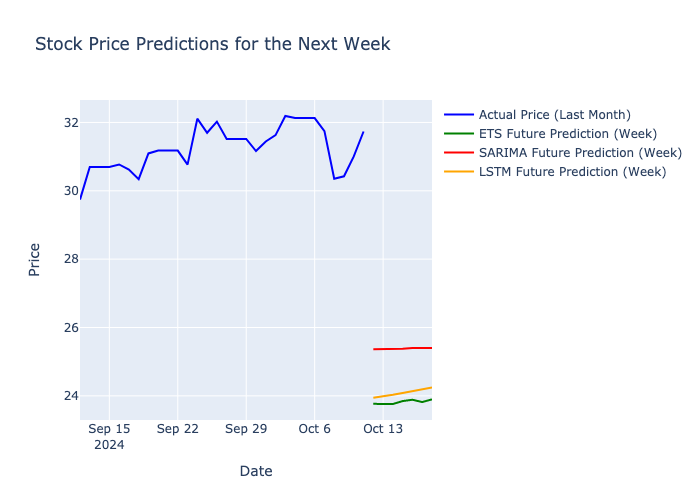 Stock Price Predictions for the Next Week
Actual Price (Last Month)
ETS Future Prediction (Week)
SARIMA Future Prediction (Week)
LSTM Future Prediction (Week)
Price
32
30
28
26
24
Sep 15
2024
Sep 22
Sep 29
Oct 6
Oct 13
Date